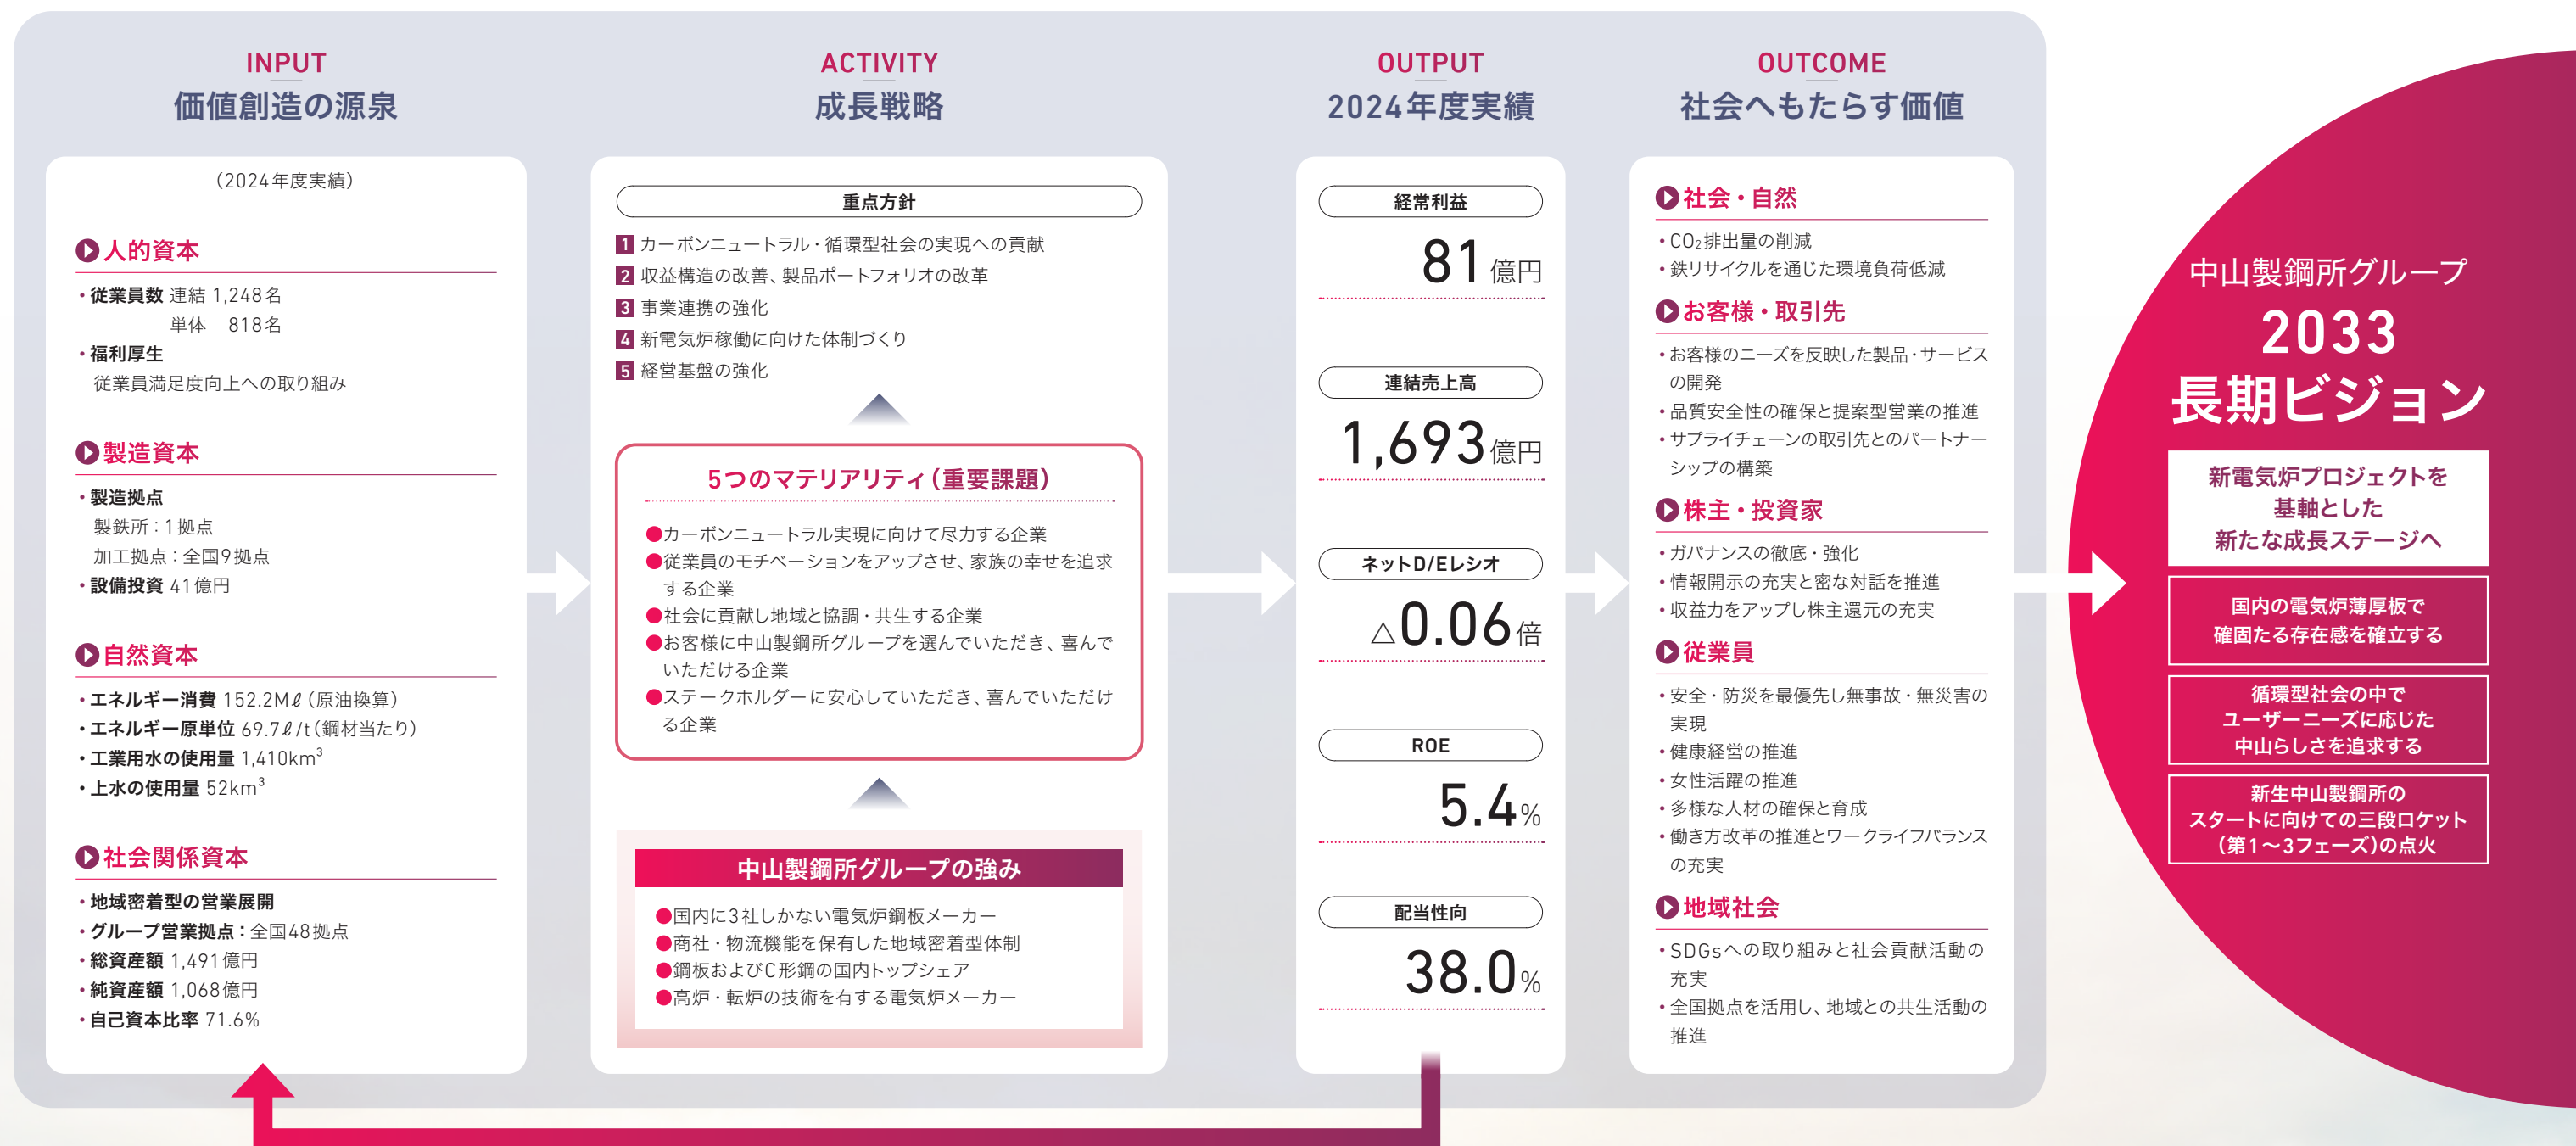 INPUT
価値創造の源泉
（2024年度実績）
人的資本
・従業員数 連結 1,248名
単体 818名
・福利厚生
従業員満足度向上への取り組み
製造資本
・製造拠点
製鉄所：1拠点
加工拠点：全国9拠点
・設備投資 41億円
自然資本
・エネルギー消費 152.2Mℓ（原油換算）
・エネルギー原単位 69.7ℓ/t（鋼材当たり）
・工業用水の使用量 1,410km³
・上水の使用量 52km³
社会関係資本
・地域密着型の営業展開
・グループ営業拠点：全国48拠点
・総資産額 1,491億円
・純資産額 1,068億円
・自己資本比率 71.6%
ACTIVITY
成長戦略
重点方針
1 カーボンニュートラル・循環型社会の実現への貢献
2 収益構造の改善、製品ポートフォリオの改革
3 事業連携の強化
4 新電気炉稼働に向けた体制づくり
5 経営基盤の強化
5つのマテリアリティ（重要課題）
●カーボンニュートラル実現に向けて尽力する企業
●従業員のモチベーションをアップさせ、家族の幸せを追求
する企業
●社会に貢献し地域と協調・共生する企業
●お客様に中山製鋼所グループを選んでいただき、喜んで
いただける企業
●ステークホルダーに安心していただき、喜んでいただけ
る企業
中山製鋼所グループの強み
●国内に3社しかない電気炉鋼板メーカー
●商社・物流機能を保有した地域密着型体制
●鋼板およびC形鋼の国内トップシェア
●高炉・転炉の技術を有する電気炉メーカー
OUTPUT
2024年度実績
経常利益
81億円
連結売上高
1,693億円
ネットD/Eレシオ
△0.06倍
ROE
5.4%
配当性向
38.0%
OUTCOME
社会へもたらす価値
社会・自然
・CO₂排出量の削減
・鉄リサイクルを通じた環境負荷低減
お客様・取引先
・お客様のニーズを反映した製品・サービス
の開発
・品質安全性の確保と提案型営業の推進
・サプライチェーンの取引先とのパートナー
シップの構築
株主・投資家
・ガバナンスの徹底・強化
・情報開示の充実と密な対話を推進
・収益力をアップし株主還元の充実
従業員
・安全・防災を最優先し無事故・無災害の
実現
・健康経営の推進
・女性活躍の推進
・多様な人材の確保と育成
・働き方改革の推進とワークライフバランス
の充実
地域社会
・SDGsへの取り組みと社会貢献活動の
充実
・全国拠点を活用し、地域との共生活動の
推進
中山製鋼所グループ
2033
長期ビジョン
新電気炉プロジェクトを
基軸とした
新たな成長ステージへ
国内の電気炉薄厚板で
確固たる存在感を確立する
循環型社会の中で
ユーザーニーズに応じた
中山らしさを追求する
新生中山製鋼所の
スタートに向けての三段ロケット
（第1～3フェーズ）の点火